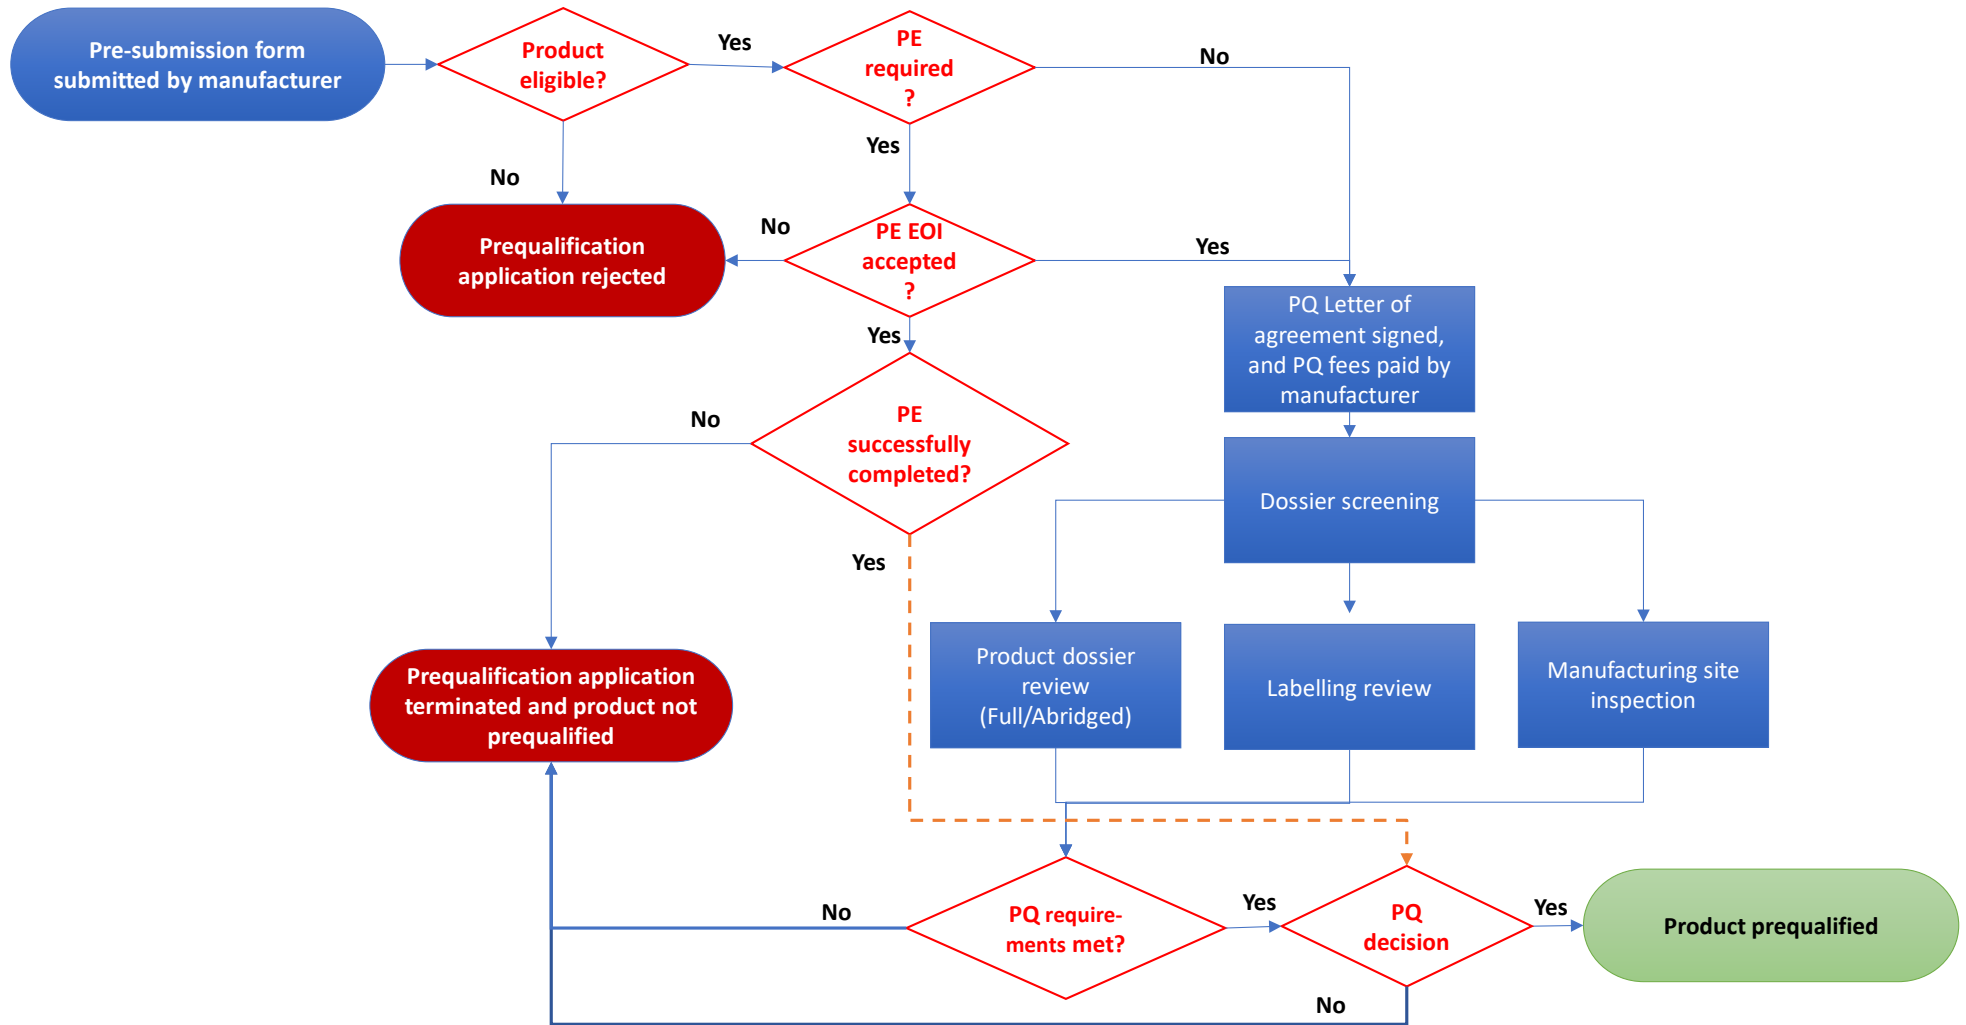 Pre-submission form
submitted by manufacturer
Product
eligible?
Yes
PE
required
?
No
No
Yes
Prequalification
application rejected
No
PE EOI
accepted
?
Yes
Yes
PQ Letter of
agreement signed,
and PQ fees paid by
manufacturer
No
PE
successfully
completed?
Dossier screening
Yes
Prequalification application
terminated and product not
prequalified
Product dossier
review
(Full/Abridged)
Labelling review
Manufacturing site
inspection
No
PQ require-
ments met?
Yes
PQ
decision
Yes
Product prequalified
No